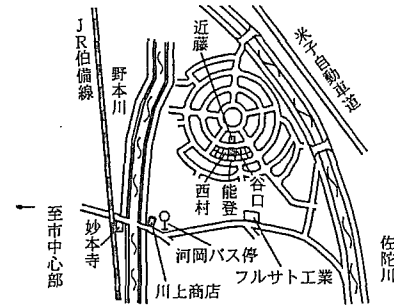 JR伯備線
野本川
近藤
米子自動車道
西村
能登
谷口
妙本寺
河岡バス停
川上商店
フルサト工業
至市中心部
佐陀川